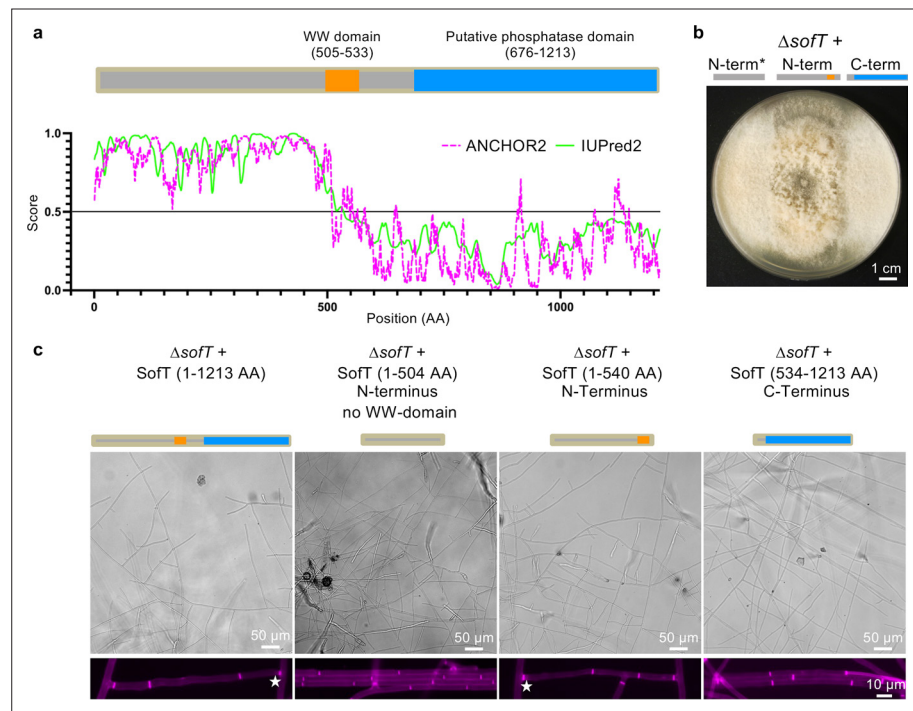 a
WW domain
(505-533)
Putative phosphatase domain
(676-1213)
1.0
0.5
0.0
Score
ANCHOR2
IUPred2
0
500
1000
Position (AA)
b
ΔsofT +
N-term* N-term C-term
1 cm
c
ΔsofT +
SofT (1-1213 AA)
ΔsofT +
SofT (1-504 AA)
N-terminus
no WW-domain
ΔsofT +
SofT (1-540 AA)
N-Terminus
ΔsofT +
SofT (534-1213 AA)
C-Terminus
50 µm
50 µm
50 µm
50 µm
10 µm